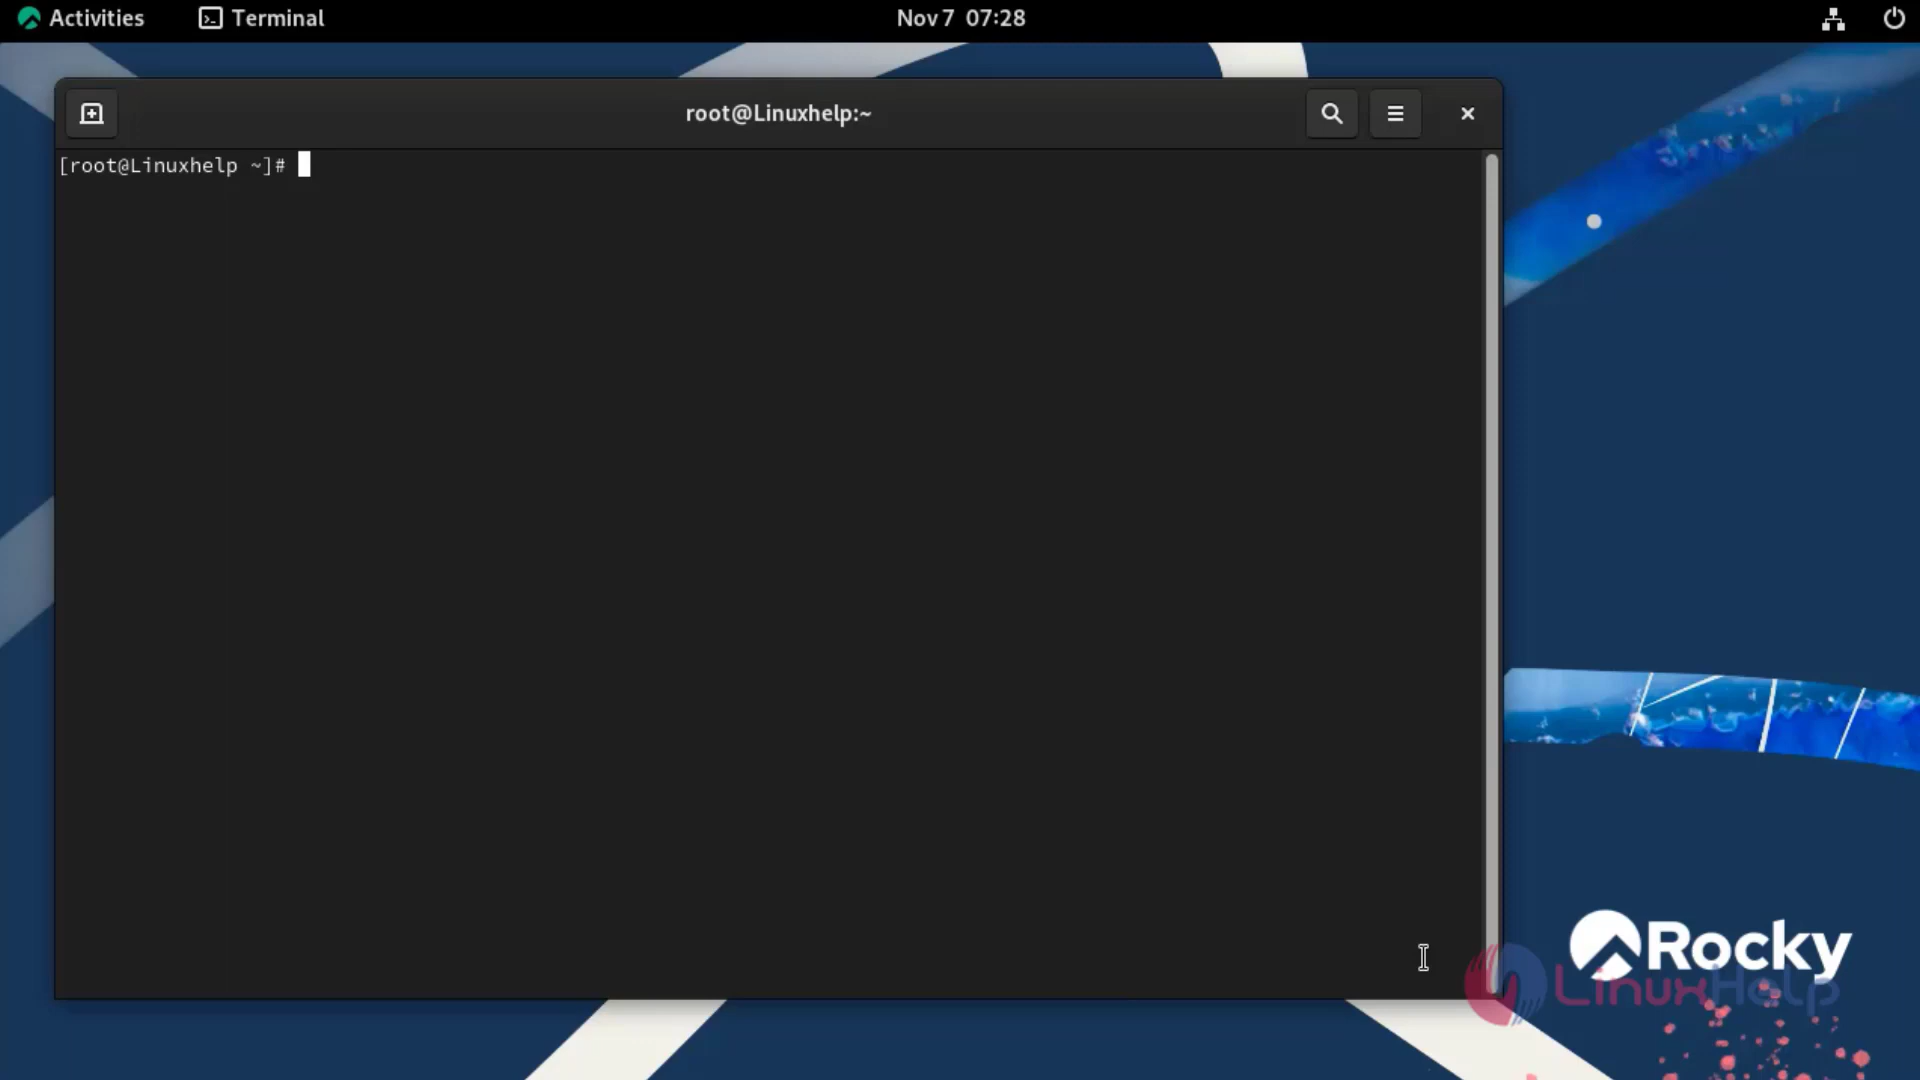 Activities
Terminal
Nov 7 07:28
root@Linuxhelp:~
[root@Linuxhelp ~]#
Rocky
LinuxHelp